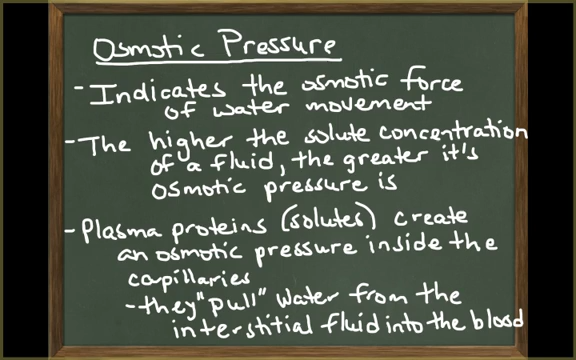 Osmotic Pressure
- Indicates the osmotic force
of water movement
- The higher the solute concentration
of a fluid, the greater it's
osmotic pressure is
- Plasma proteins (solutes) create
an osmotic pressure inside the
capillaries
- they "pull" water from the
interstitial fluid into the blood